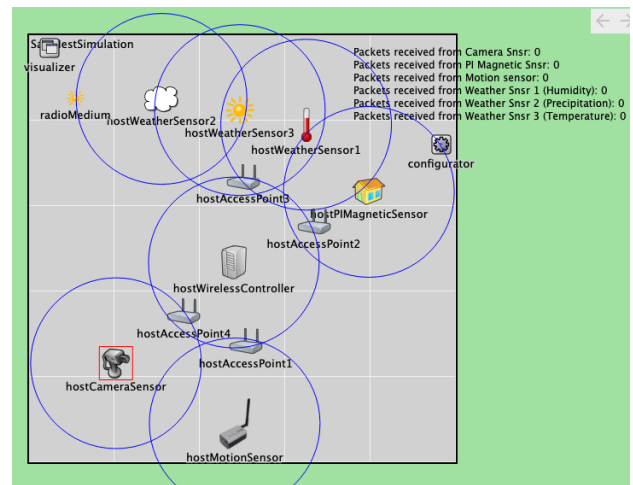 visualizer
Packets received from Camera Snsr: 0
Packets received from PI Magnetic Snsr: 0
Packets received from Motion sensor: 0
Packets received from Weather Snsr 1 (Humidity): 0
Packets received from Weather Snsr 2 (Precipitation): 0
Packets received from Weather Snsr 3 (Temperature): 0
radioMedium
hostWeatherSensor2
hostWeatherSensor3
hostWeatherSensor1
configurator
hostAccessPoint3
hostPIMagneticSensor
hostAccessPoint2
hostWirelessController
hostAccessPoint4
hostAccessPoint1
hostCameraSensor
hostMotionSensor